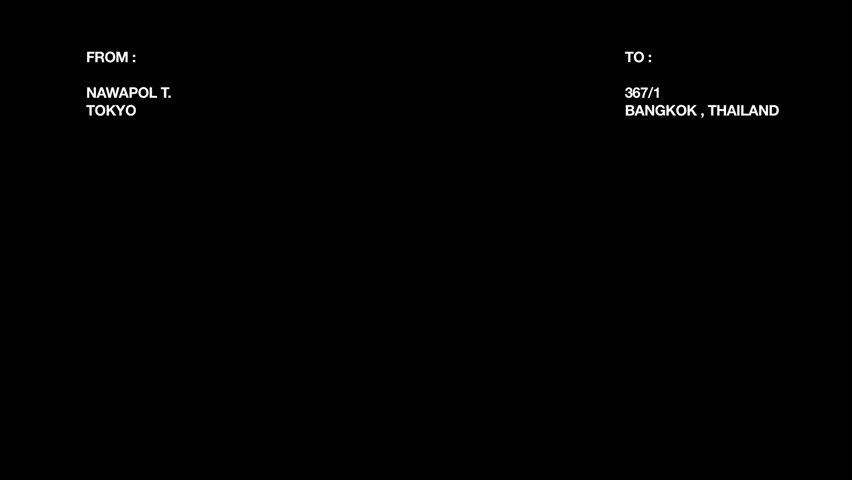 FROM :
NAWAPOL T.
TOKYO
TO :
367/1
BANGKOK , THAILAND